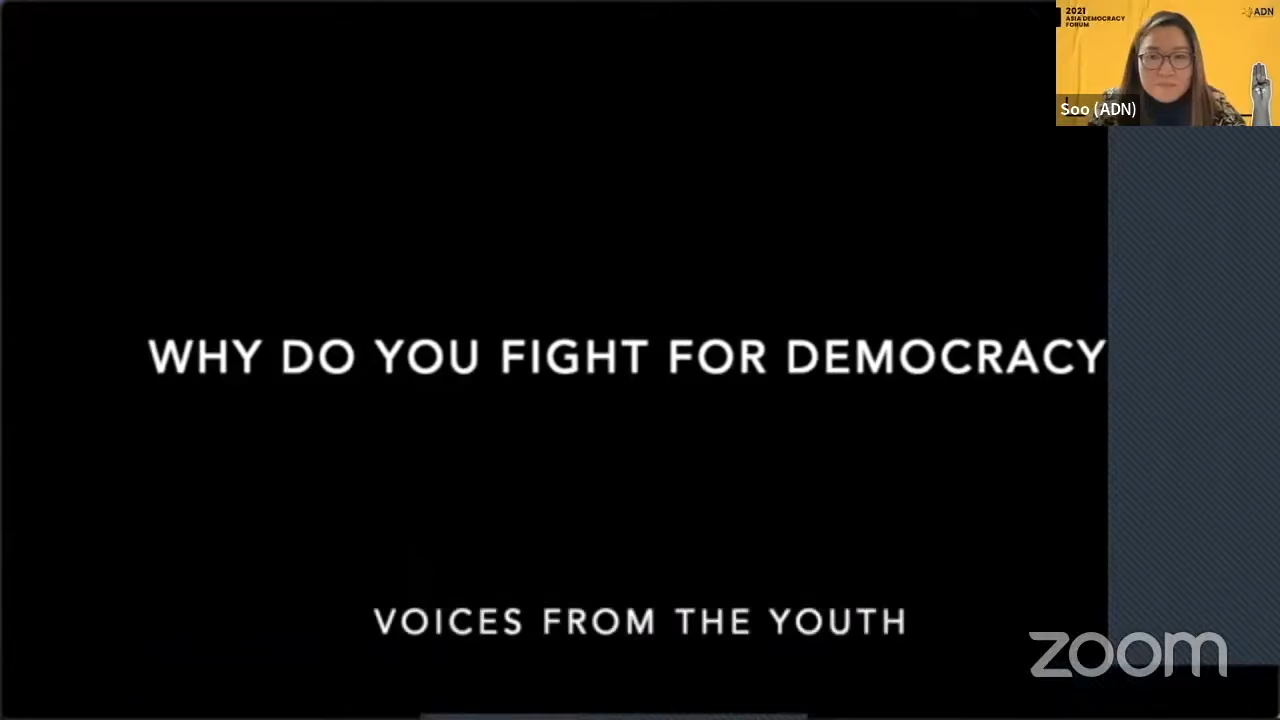 2021
ASIA DEMOCRACY
FORUM
ADN
Soo (ADN)
WHY DO YOU FIGHT FOR DEMOCRACY
VOICES FROM THE YOUTH
zoom